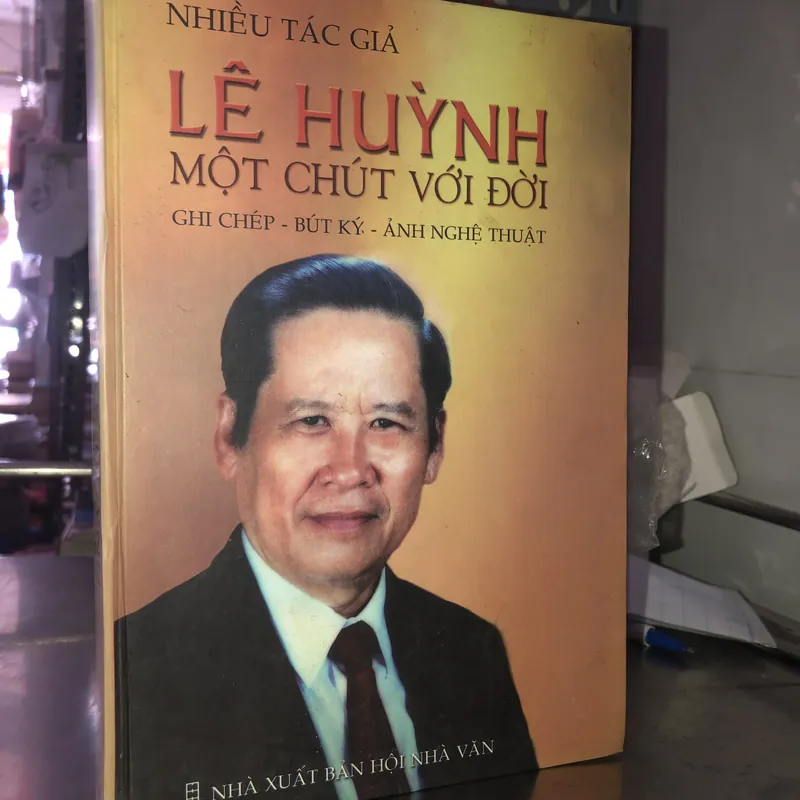 NHIỀU TÁC GIẢ
LÊ HUỲNH
MỘT CHÚT VỚI ĐỜI
GHI CHÉP - BÚT KÝ - ẢNH NGHỆ THUẬT
NHÀ XUẤT BẢN HỘI NHÀ VĂN